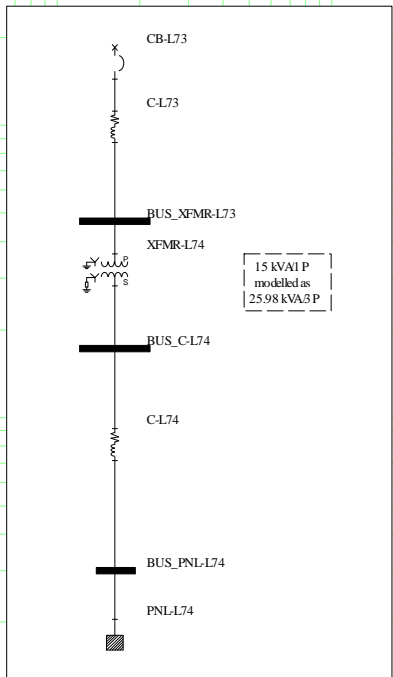 CB-L73
C-L73
BUS_XFMR-L73
XFMR-L74
P
S
15 kVA/1 P
modelled as
25.98 kVA/3 P
BUS_C-L74
C-L74
BUS_PNL-L74
PNL-L74